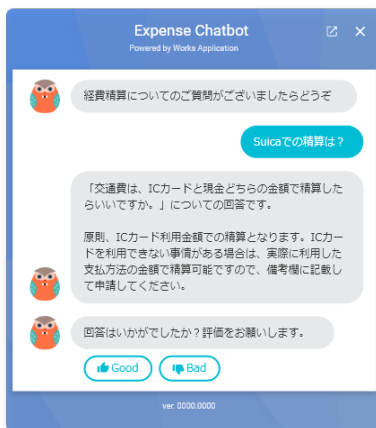 Expense Chatbot
Powered by Works Application
経費精算についてのご質問がございましたらどうぞ
Suicaでの精算は？
「交通費は、ICカードと現金どちらの金額で精算した
らいいですか。」についての回答です。
原則、ICカード利用金額での精算となります。ICカー
ドを利用できない事情がある場合は、実際に利用した
支払方法の金額で精算可能ですので、備考欄に記載し
て申請してください。
回答はいかがでしたか？評価をお願いします。
Good
Bad
ver. 0000.0000